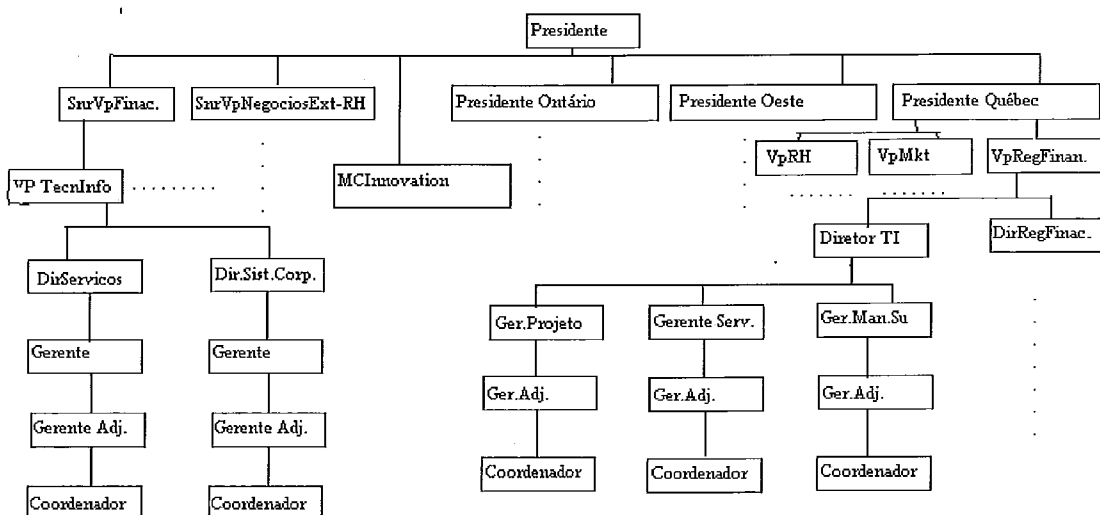 Presidente
SnrVpFinac.
SnrVpNegociosExt-RH
Presidente Ontário
Presidente Oeste
Presidente Québec
VpRH
VpMkt
VpRegFinan.
VP TecnInfo
MCInnovation
Diretor TI
DirRegFinac.
DirServicos
Dir.Sist.Corp.
Ger.Projeto
Gerente Serv.
Ger.Man.Su
Gerente
Gerente
Ger.Adj.
Ger.Adj.
Ger.Adj.
Gerente Adj.
Gerente Adj.
Coordenador
Coordenador
Coordenador
Coordenador
Coordenador